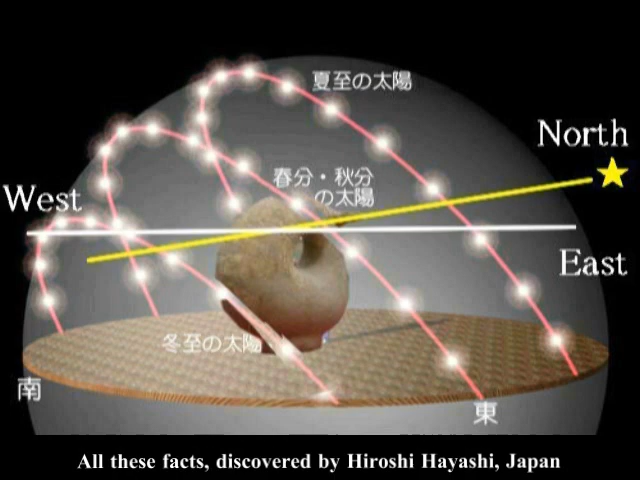 夏至の太陽
North
春分・秋分
の太陽
West
East
冬至の太陽
南
東
All these facts, discovered by Hiroshi Hayashi, Japan